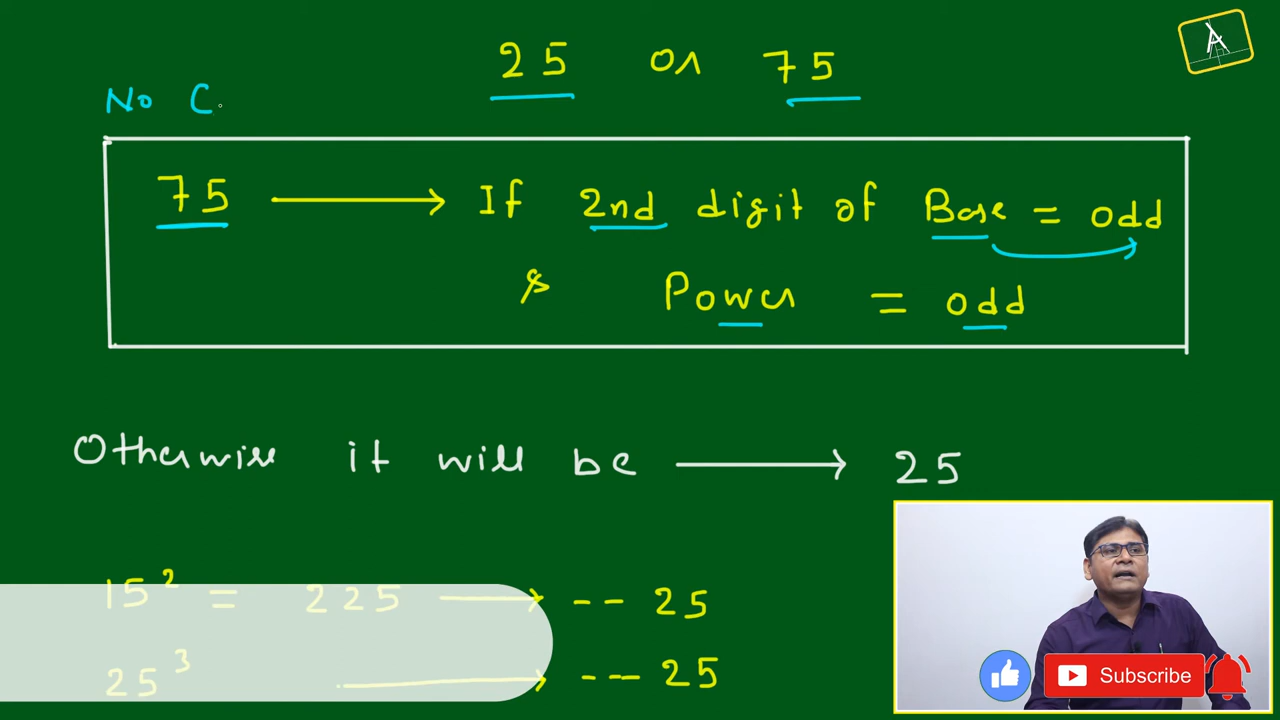 25 or 75
No C.
75 → If 2nd digit of Base = odd
& Power = odd
Otherwise it will be → 25
15² = 225 → -- 25
25³ → --- 25
Subscribe